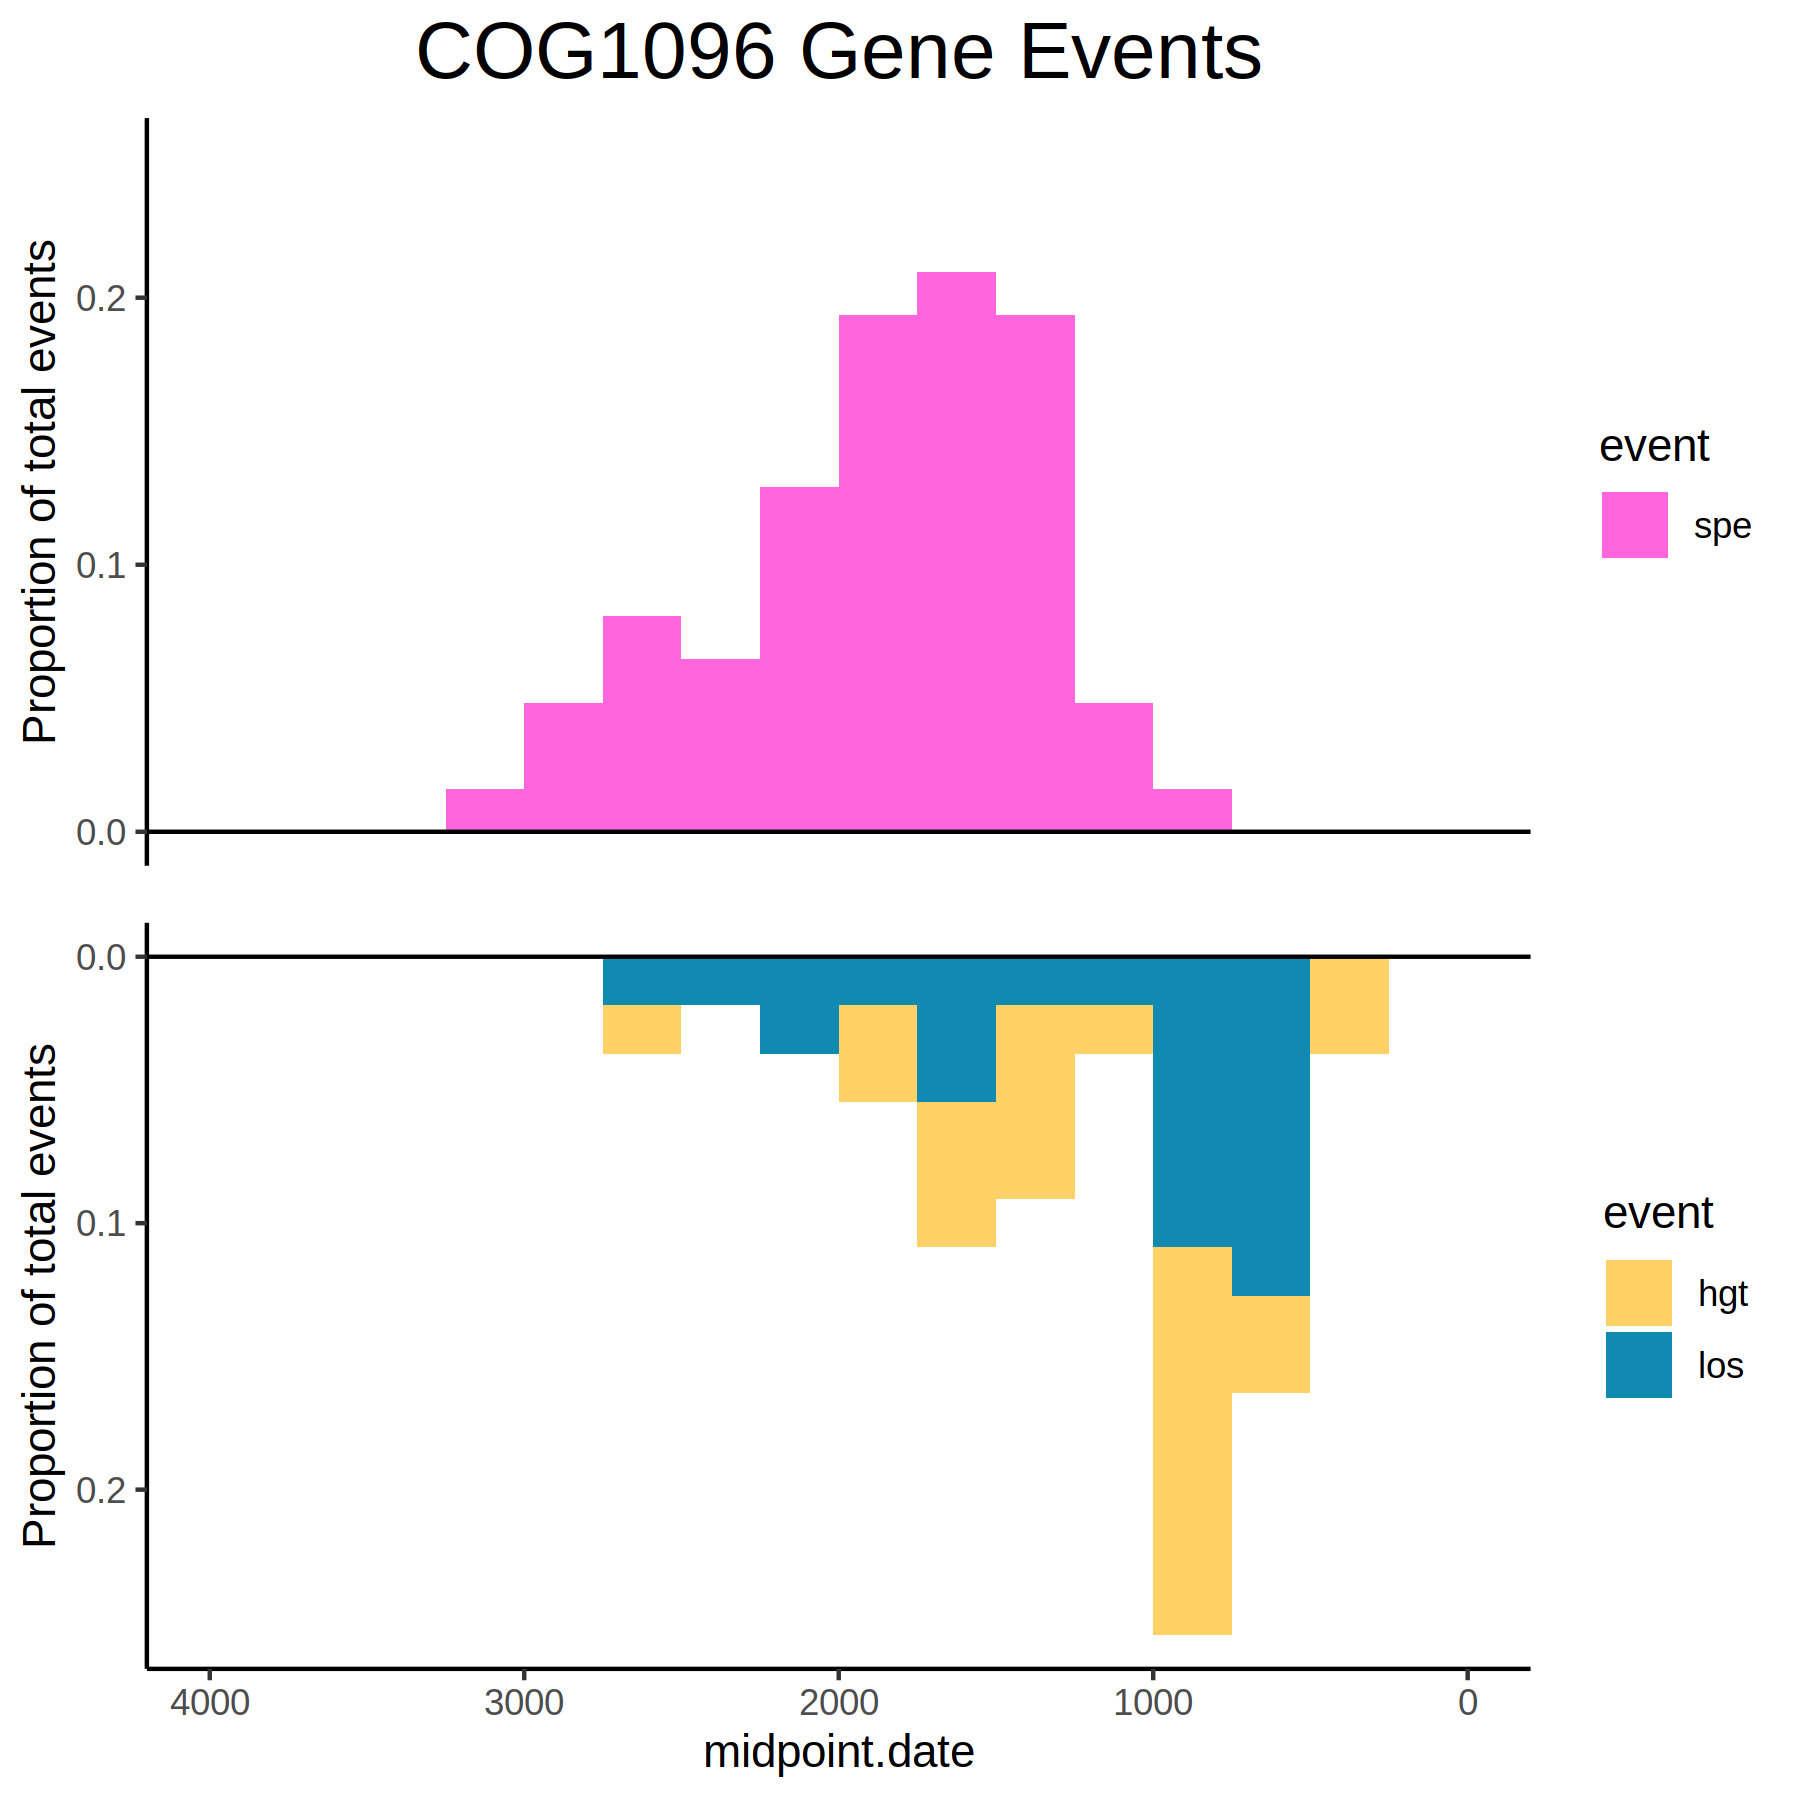 COG1096 Gene Events
Proportion of total events
0.2
0.1
0.0
event
spe
Proportion of total events
0.0
0.1
0.2
event
hgt
los
4000 3000 2000 1000 0
midpoint.date